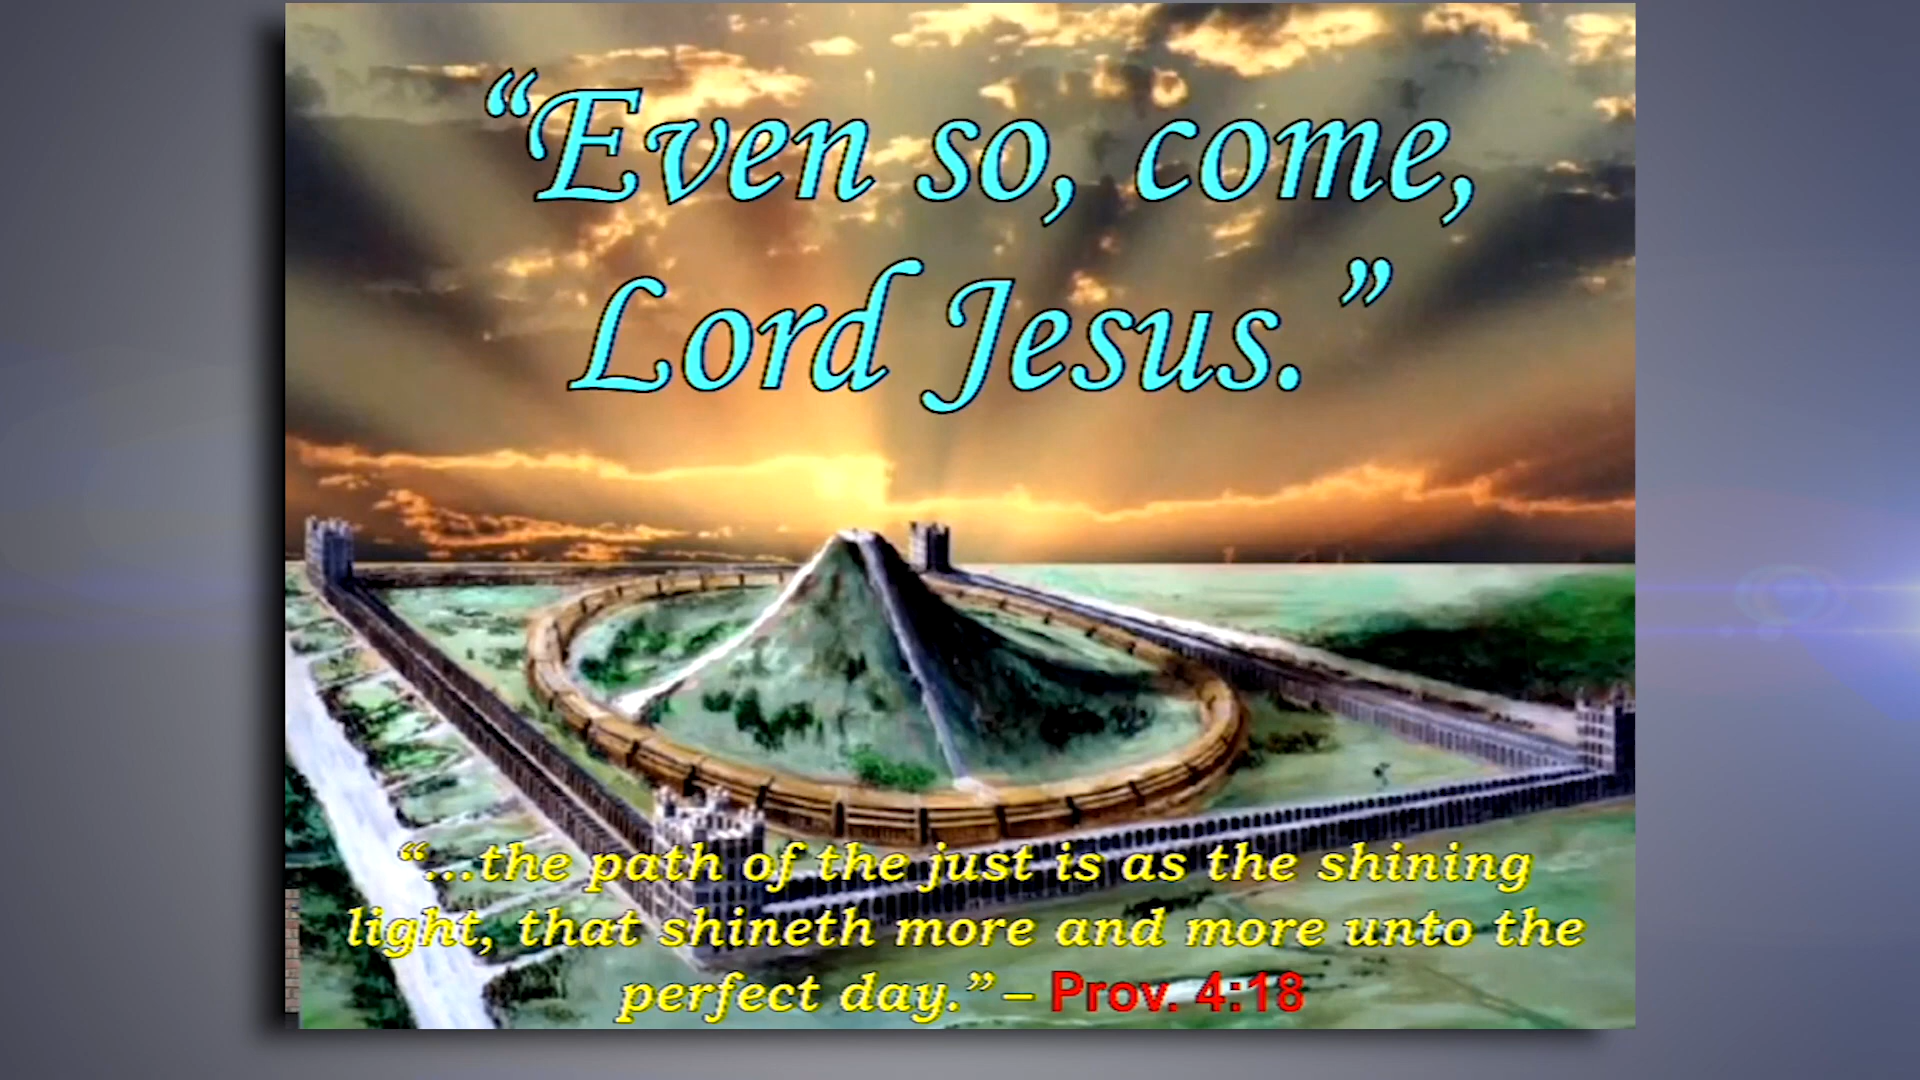 “Even so, come,
Lord Jesus.”
“...the path of the just is as the shining
light, that shineth more and more unto the
perfect day.” – Prov. 4:18